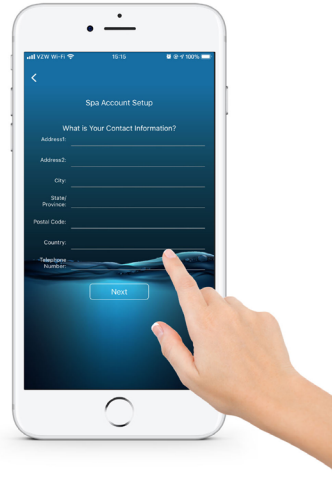 VZW Wi-Fi 15:15 100%
Spa Account Setup
What is Your Contact Information?
Address1:
Address2:
City:
State/
Province:
Postal Code:
Country:
Telephone
Number:
Next